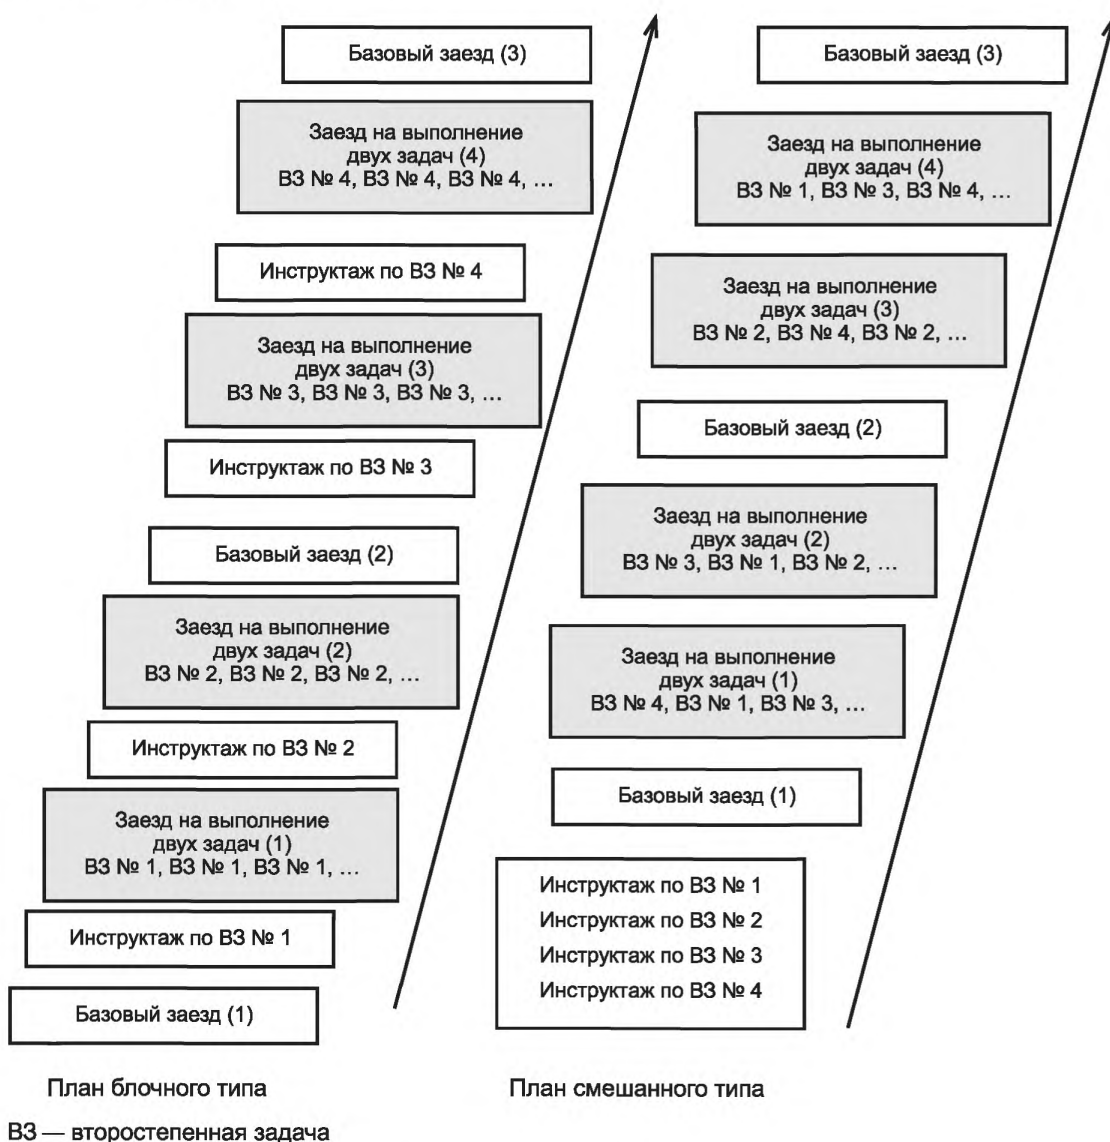 Базовый заезд (3)
Заезд на выполнение
двух задач (4)
ВЗ № 4, ВЗ № 4, ВЗ № 4, ...
Инструктаж по ВЗ № 4
Заезд на выполнение
двух задач (3)
ВЗ № 3, ВЗ № 3, ВЗ № 3, ...
Инструктаж по ВЗ № 3
Базовый заезд (2)
Заезд на выполнение
двух задач (2)
ВЗ № 2, ВЗ № 2, ВЗ № 2, ...
Инструктаж по ВЗ № 2
Заезд на выполнение
двух задач (1)
ВЗ № 1, ВЗ № 1, ВЗ № 1, ...
Инструктаж по ВЗ № 1
Базовый заезд (1)
План блочного типа
Базовый заезд (3)
Заезд на выполнение
двух задач (4)
ВЗ № 1, ВЗ № 3, ВЗ № 4, ...
Заезд на выполнение
двух задач (3)
ВЗ № 2, ВЗ № 4, ВЗ № 2, ...
Базовый заезд (2)
Заезд на выполнение
двух задач (2)
ВЗ № 3, ВЗ № 1, ВЗ № 2, ...
Заезд на выполнение
двух задач (1)
ВЗ № 4, ВЗ № 1, ВЗ № 3, ...
Базовый заезд (1)
Инструктаж по ВЗ № 1
Инструктаж по ВЗ № 2
Инструктаж по ВЗ № 3
Инструктаж по ВЗ № 4
План смешанного типа
ВЗ — второстепенная задача